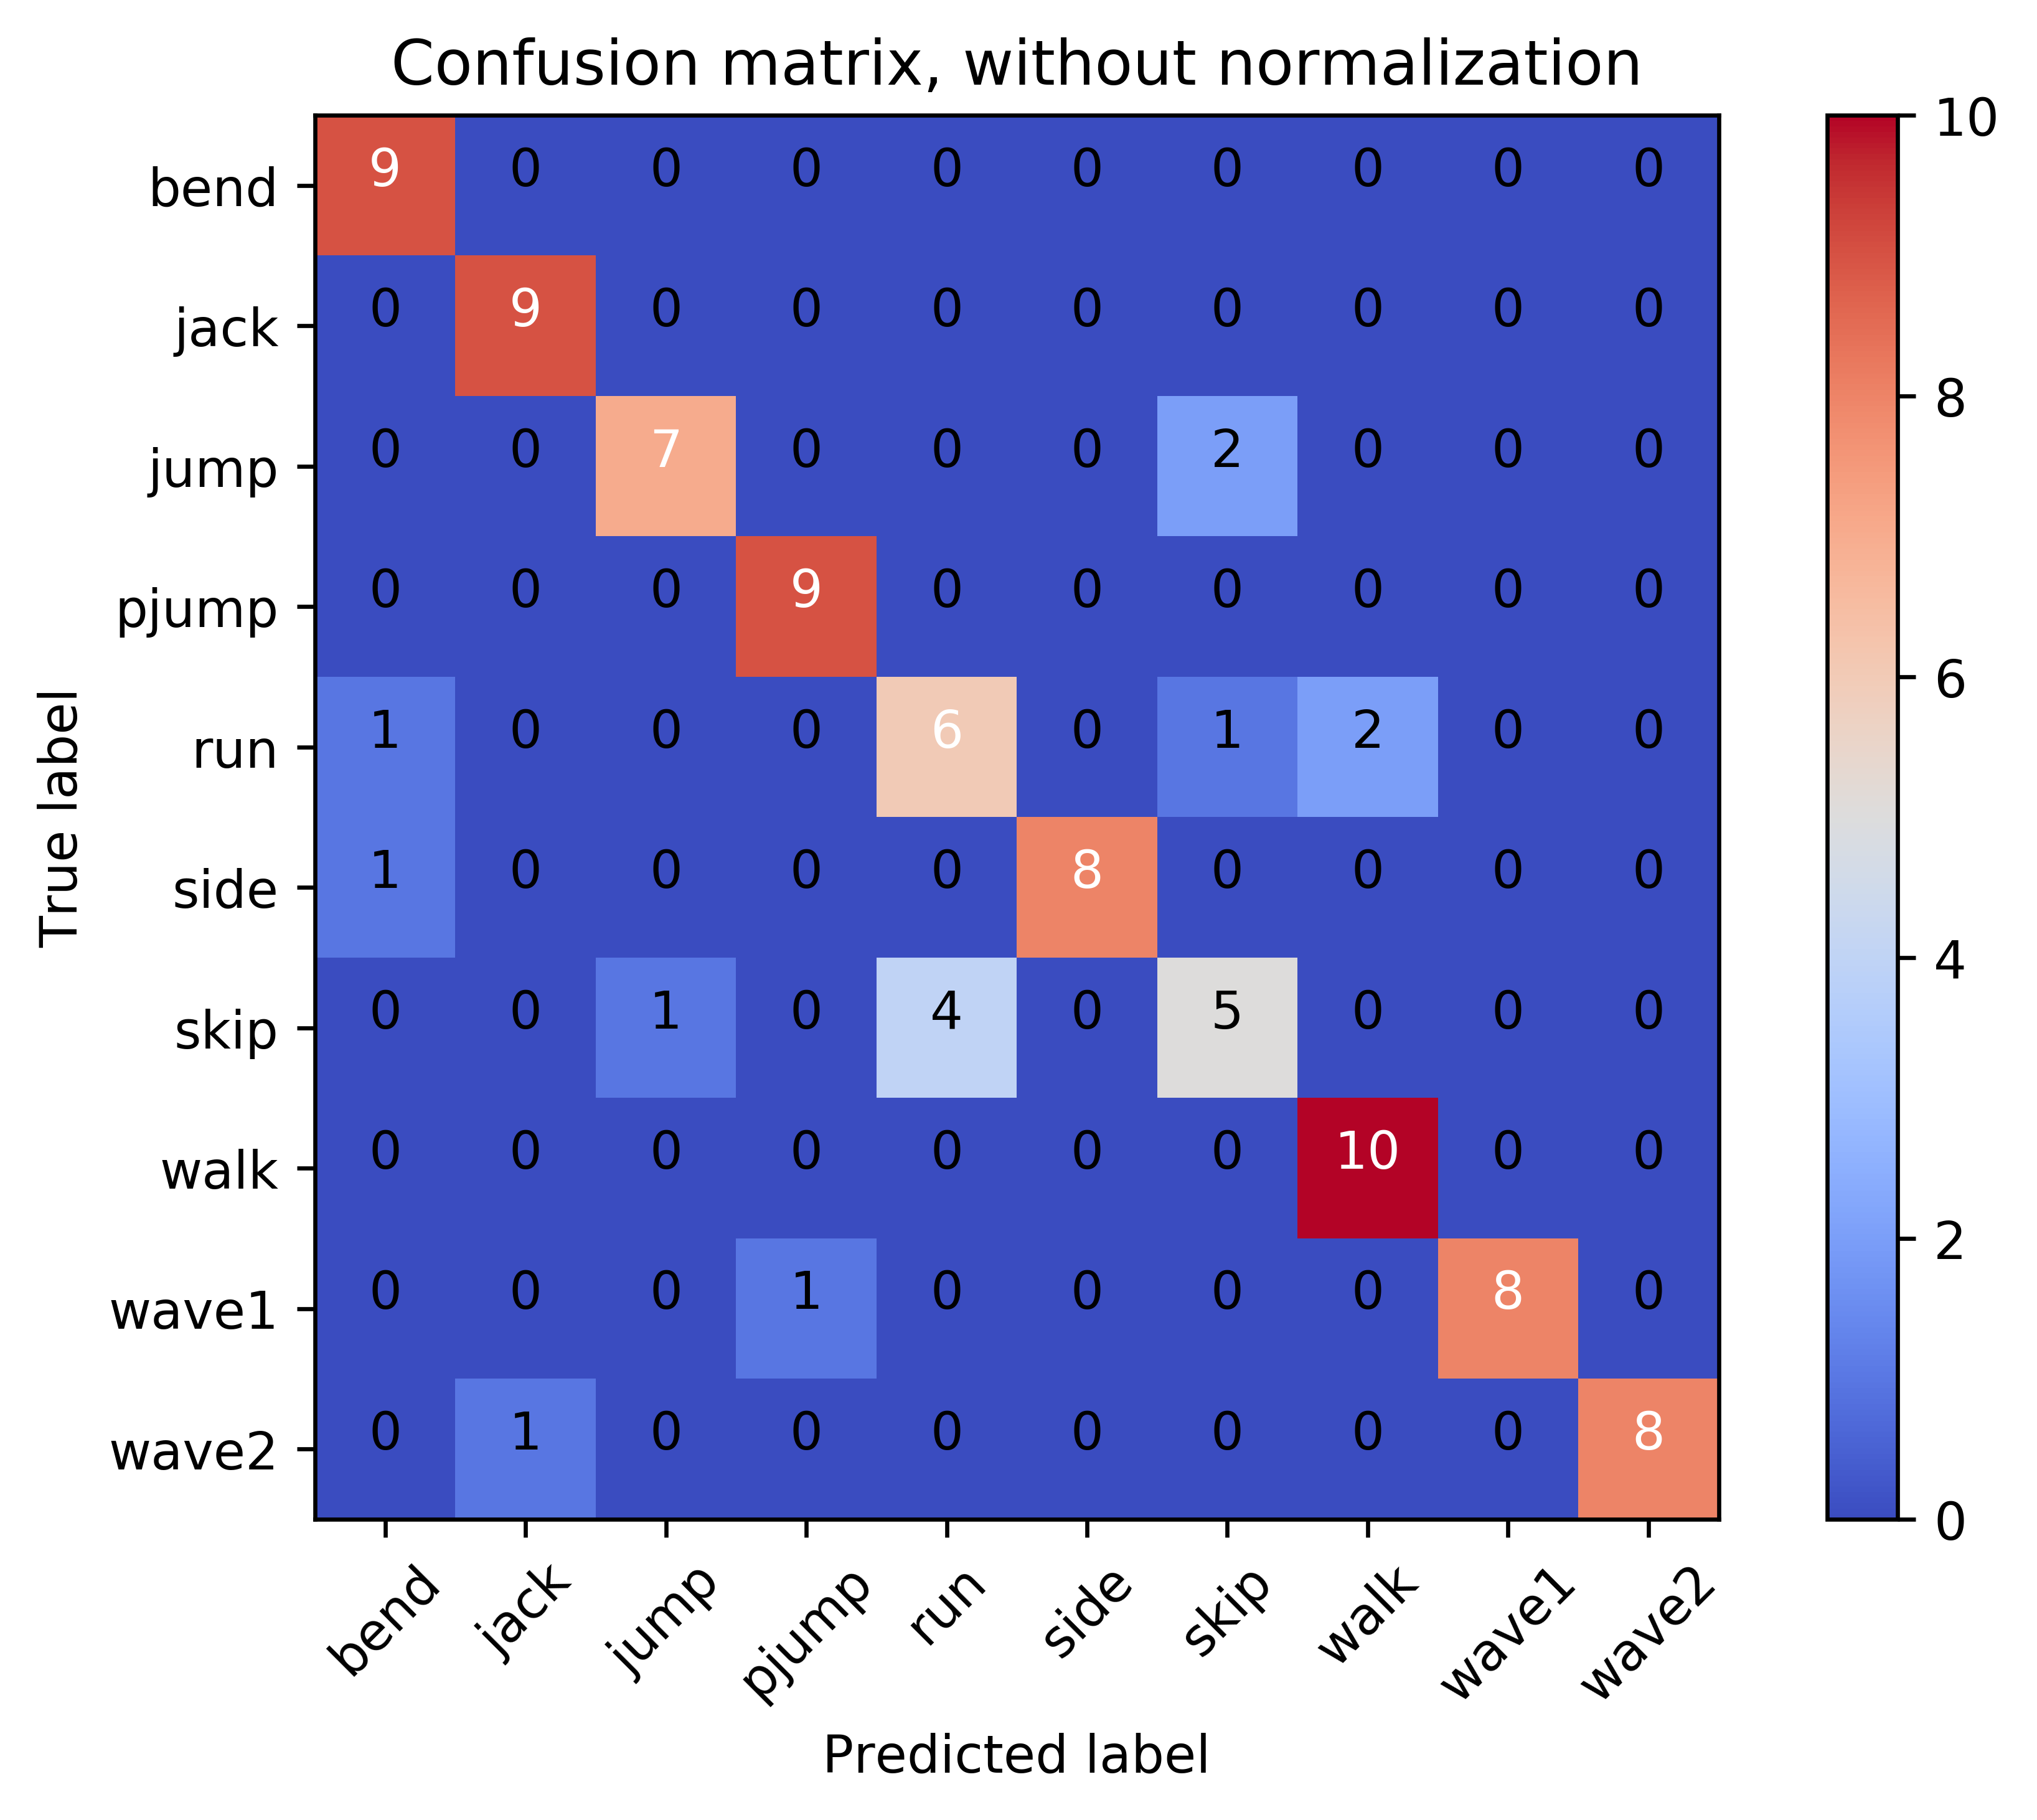 Confusion matrix, without normalization
bend 9 0 0 0 0 0 0 0 0 0
jack 0 9 0 0 0 0 0 0 0 0
jump 0 0 7 0 0 0 2 0 0 0
pjump 0 0 0 9 0 0 0 0 0 0
run 1 0 0 0 6 0 1 2 0 0
side 1 0 0 0 0 8 0 0 0 0
skip 0 0 1 0 4 0 5 0 0 0
walk 0 0 0 0 0 0 0 10 0 0
wave1 0 0 0 1 0 0 0 0 8 0
wave2 0 1 0 0 0 0 0 0 0 8
bend jack jump pjump run side skip walk wave1 wave2
Predicted label
True label
10
8
6
4
2
0